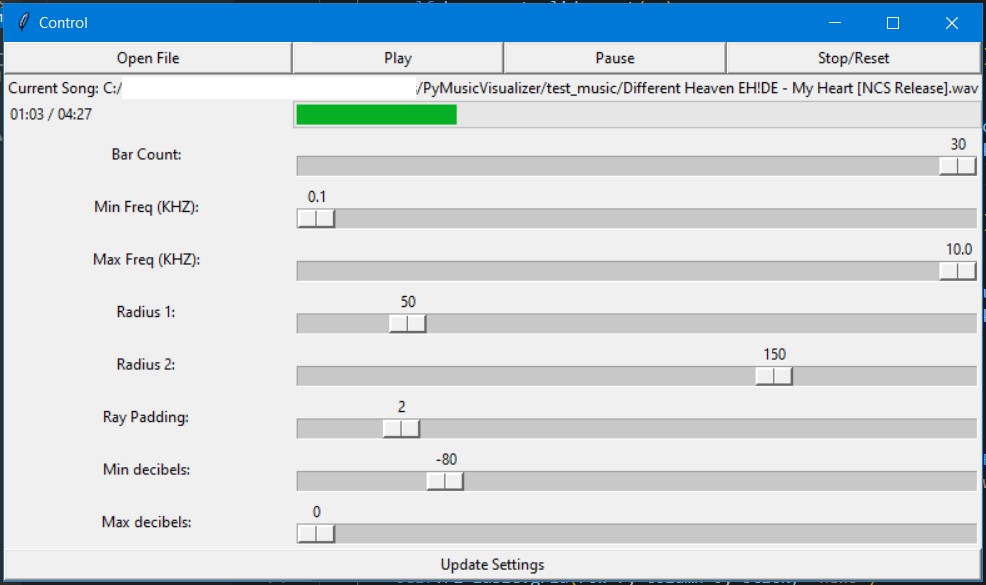 Control
Open File Play Pause Stop/Reset
Current Song: C:/ /PyMusicVisualizer/test_music/Different Heaven EH!DE - My Heart [NCS Release].wav
01:03 / 04:27
30
Bar Count:
0.1
Min Freq (KHZ):
10.0
Max Freq (KHZ):
50
Radius 1:
150
Radius 2:
2
Ray Padding:
-80
Min decibels:
0
Max decibels:
Update Settings